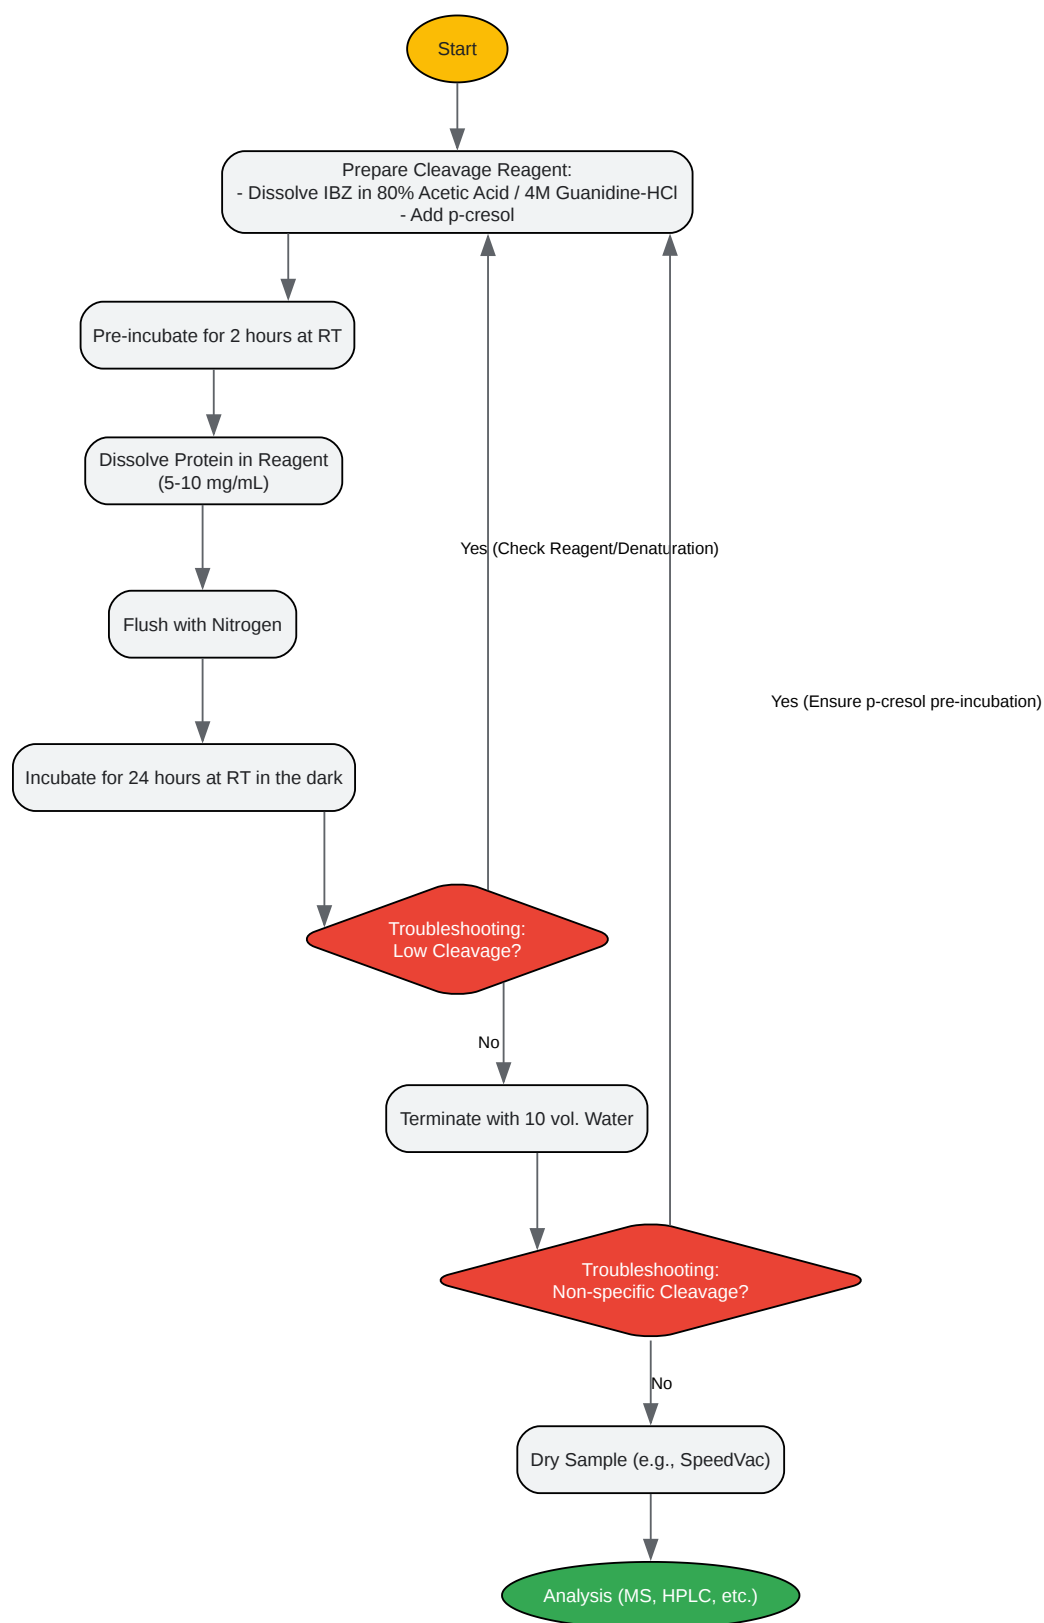 Start
Prepare Cleavage Reagent:
- Dissolve IBZ in 80% Acetic Acid / 4M Guanidine-HCl
- Add p-cresol
Pre-incubate for 2 hours at RT
Dissolve Protein in Reagent
(5-10 mg/mL)
Yes (Check Reagent/Denaturation)
Flush with Nitrogen
Yes (Ensure p-cresol pre-incubation)
Incubate for 24 hours at RT in the dark
Troubleshooting:
Low Cleavage?
No
Terminate with 10 vol. Water
Troubleshooting:
Non-specific Cleavage?
No
Dry Sample (e.g., SpeedVac)
Analysis (MS, HPLC, etc.)